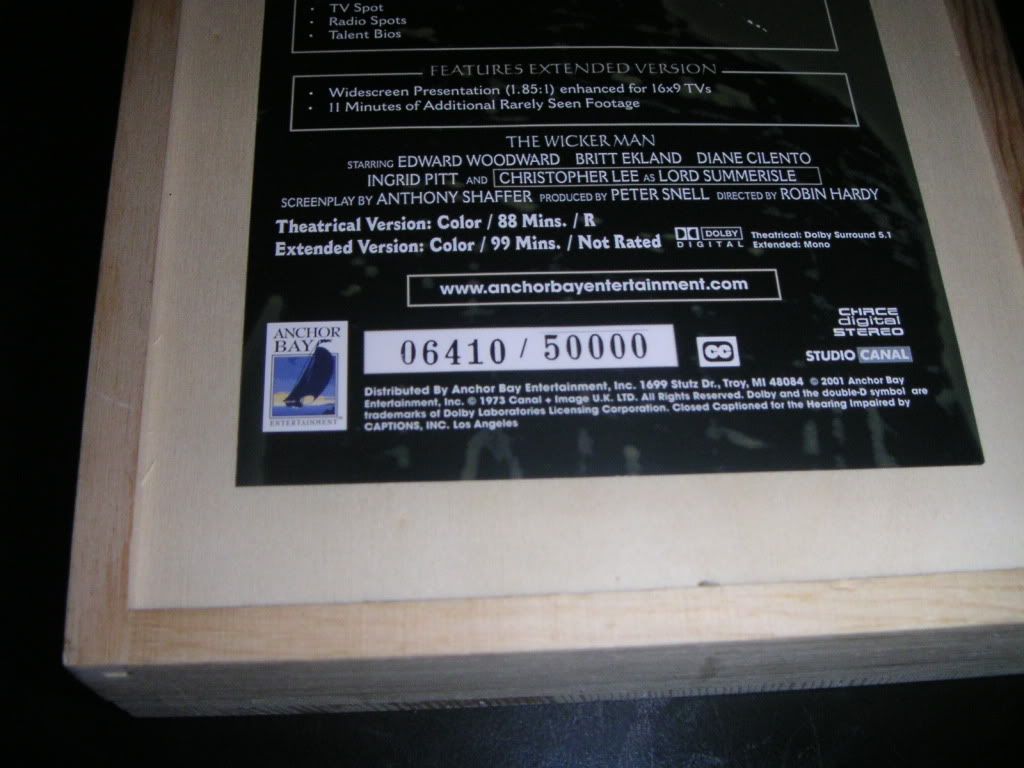 • TV Spot
• Radio Spots
• Talent Bios
FEATURES EXTENDED VERSION
• Widescreen Presentation (1.85:1) enhanced for 16x9 TVs
• 11 Minutes of Additional Rarely Seen Footage
THE WICKER MAN
STARRING EDWARD WOODWARD BRITT EKLAND DIANE CILENTO
INGRID PITT AND CHRISTOPHER LEE AS LORD SUMMERISLE
SCREENPLAY BY ANTHONY SHAFFER PRODUCED BY PETER SNELL DIRECTED BY ROBIN HARDY
Theatrical Version: Color / 88 Mins. / R
Extended Version: Color / 99 Mins. / Not Rated
DOLBY
DIGITAL
Theatrical: Dolby Surround 5.1
Extended: Mono
www.anchorbayentertainment.com
CHACE
digital
STEREO
ANCHOR
BAY
ENTERTAINMENT
06410 / 50000
CC
STUDIO CANAL
Distributed By Anchor Bay Entertainment, Inc. 1699 Stutz Dr., Troy, MI 48084 © 2001 Anchor Bay
Entertainment, Inc. © 1973 Canal + Image U.K. LTD. All Rights Reserved. Dolby and the double-D symbol are
trademarks of Dolby Laboratories Licensing Corporation. Closed Captioned for the Hearing Impaired by
CAPTIONS, INC. Los Angeles